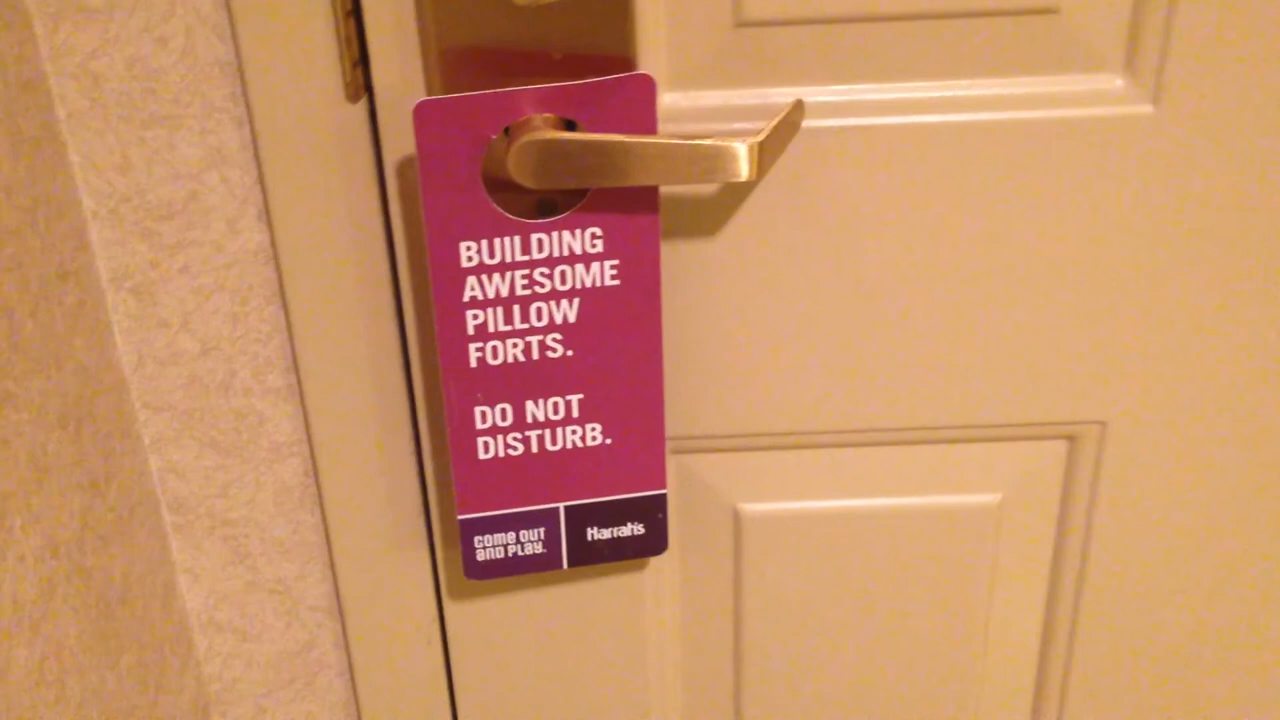 BUILDING
AWESOME
PILLOW
FORTS.
DO NOT
DISTURB.
come out
and play.
Harrah's